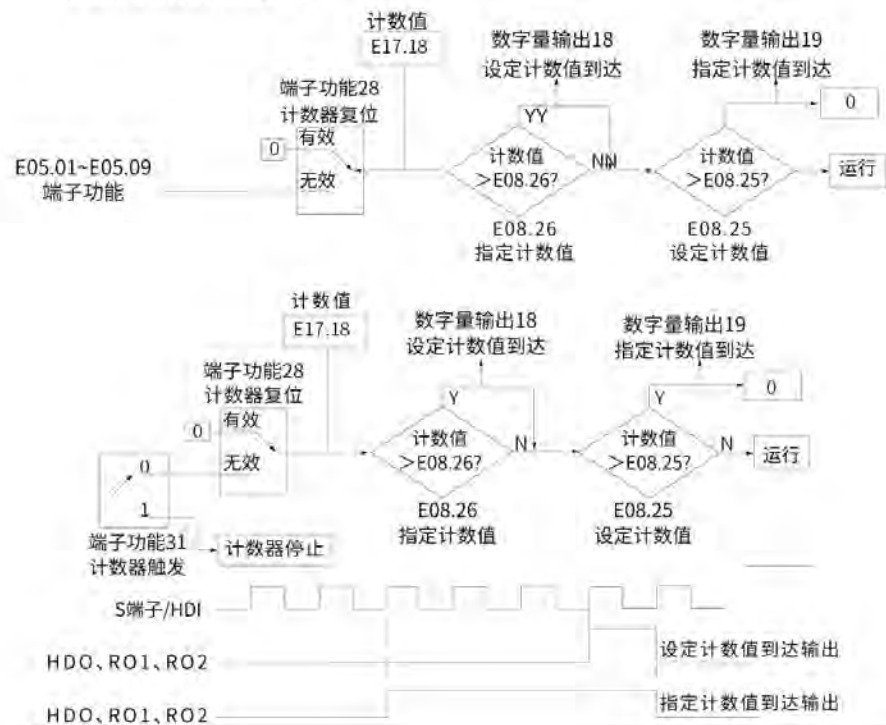 计数值
E17.18
数字量输出18
设定计数值到达
数字量输出19
指定计数值到达
端子功能28
计数器复位
0
有效
无效
E05.01~E05.09
端子功能
YY
计数值
＞E08.26?
NN
计数值
＞E08.25?
0
运行
E08.26
指定计数值
E08.25
设定计数值
计数值
E17.18
数字量输出18
设定计数值到达
数字量输出19
指定计数值到达
端子功能28
计数器复位
0
有效
无效
Y
计数值
＞E08.26?
N
Y
计数值
＞E08.25?
N
0
运行
0
1
E08.26
指定计数值
E08.25
设定计数值
端子功能31
计数器触发
计数器停止
S端子/HDI
HDO、RO1、RO2
设定计数值到达输出
HDO、RO1、RO2
指定计数值到达输出